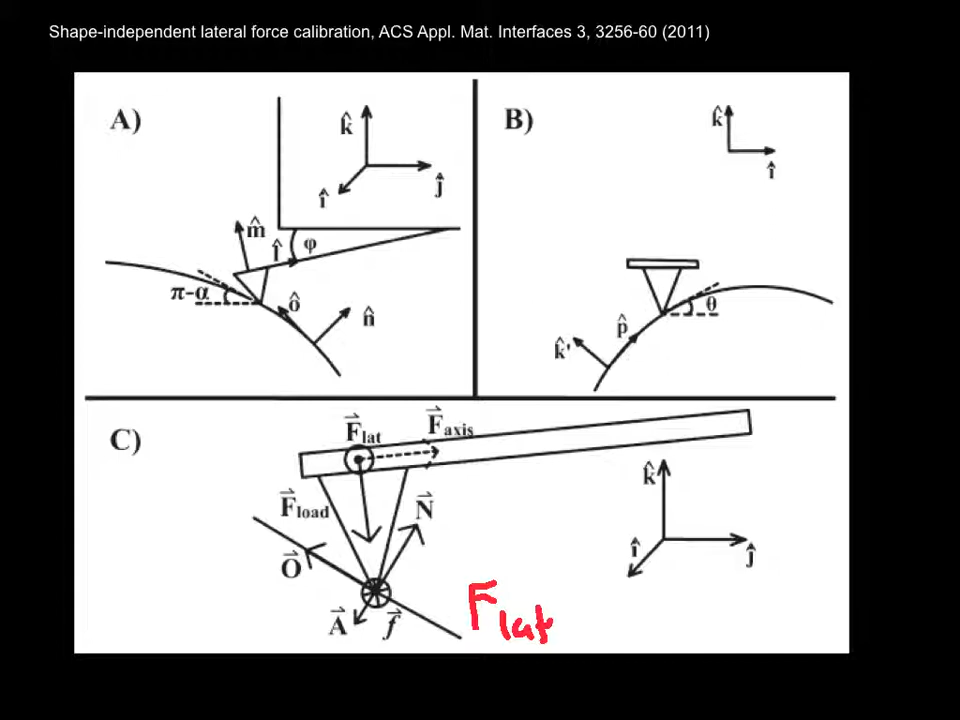 Shape-independent lateral force calibration, ACS Appl. Mat. Interfaces 3, 3256-60 (2011)
A)
k̂
ĵ
î
m̂
l̂
φ
π-α
ô
n̂
B)
k̂
î
θ
p̂
k̂'
C)
F⃗lat
F⃗axis
F⃗load
N⃗
O⃗
A⃗
f⃗
k̂
î
ĵ
Flat